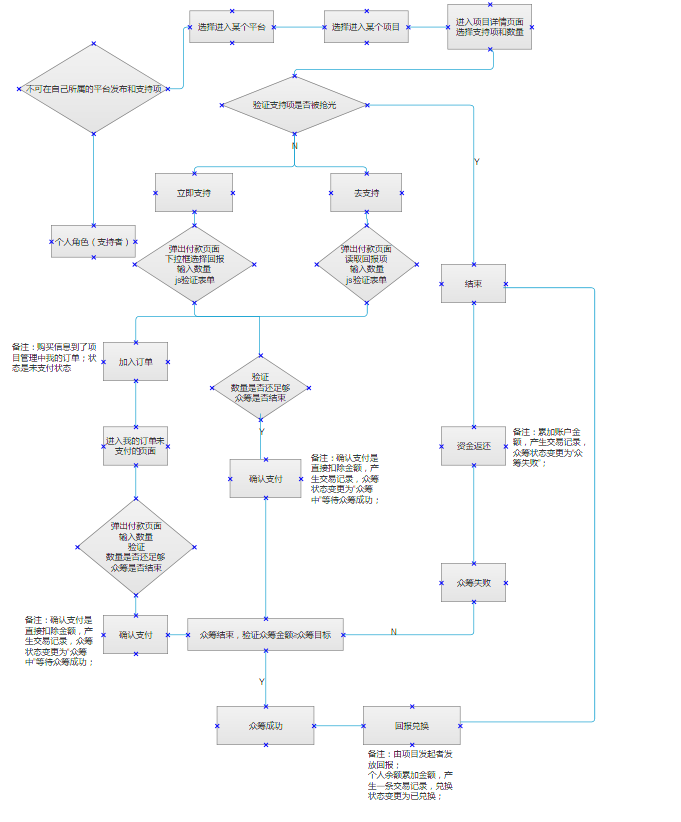 选择进入某个平台
选择进入某个项目
进入项目详情页面
选择支持项和数量
不可在自己所属的平台发布和支持项
验证支持项是否被抢光
N
Y
立即支持
去支持
个人角色（支持者）
弹出付款页面
下拉框选择回报
输入数量
js验证表单
弹出付款页面
读取回报项
输入数量
js验证表单
结束
备注：购买信息到了项
目管理中我的订单；状
态是未支付状态
加入订单
验证
数量是否还足够
众筹是否结束
Y
进入我的订单未
支付的页面
确认支付
备注：确认支付是
直接扣除金额，产
生交易记录，众筹
状态变更为“众筹
中”等待众筹成功；
资金返还
备注：累加账户金
额，产生交易记录，
众筹状态变更为“众
筹失败”；
弹出付款页面
输入数量
验证
数量是否还足够
众筹是否结束
众筹失败
备注：确认支付是
直接扣除金额，产
生交易记录，众筹
状态变更为“众筹
中”等待众筹成功；
确认支付
众筹结束，验证众筹金额≥众筹目标
N
Y
众筹成功
回报兑换
备注：由项目发起者发
放回报；
个人余额累加金额，产
生一条交易记录，兑换
状态变更为已兑换；